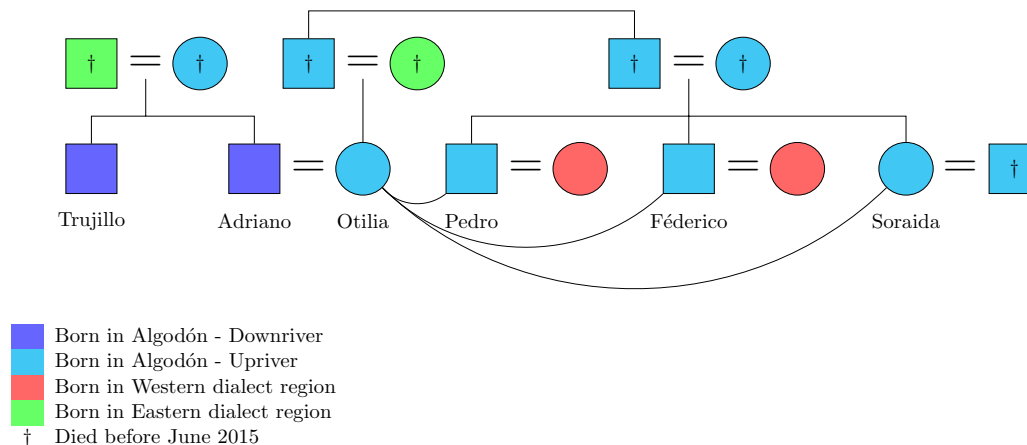 † † † † † †
Trujillo Adriano Otilia Pedro Féderico Soraida †
Born in Algodón - Downriver
Born in Algodón - Upriver
Born in Western dialect region
Born in Eastern dialect region
† Died before June 2015